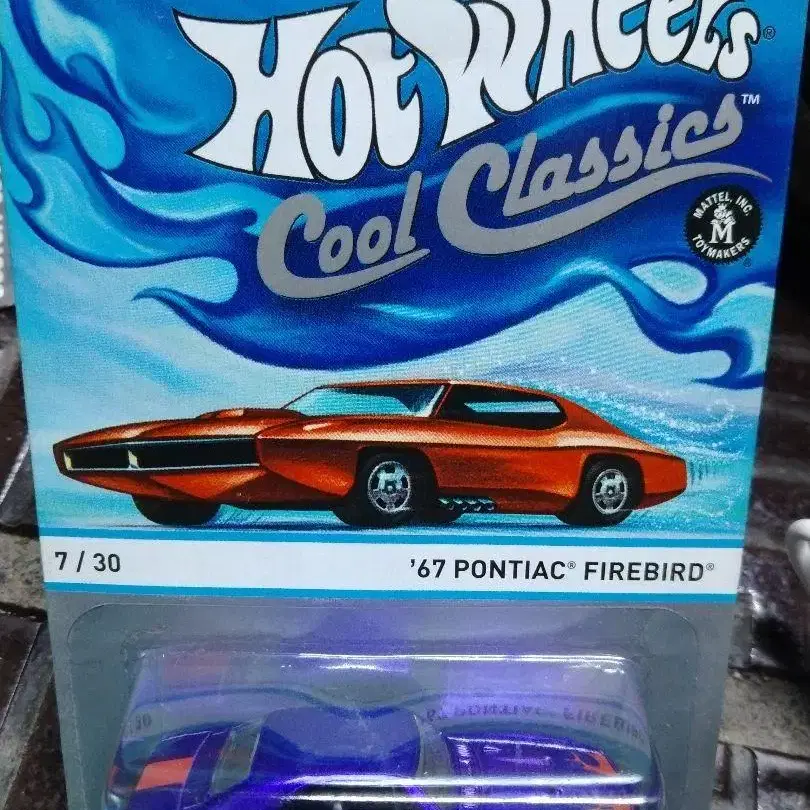 Hot Wheels®
Cool Classics™
MATTEL, INC.
M
TOYMAKERS
®
7 / 30
'67 PONTIAC® FIREBIRD®